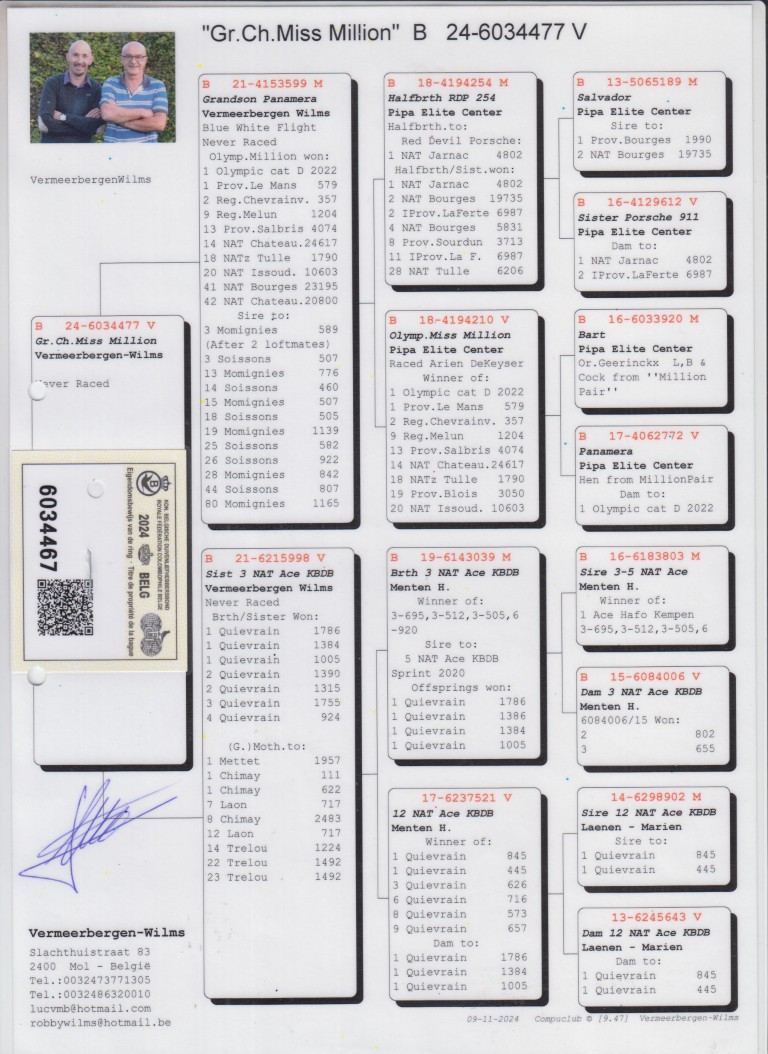 "Gr.Ch.Miss Million" B 24-6034477 V
VermeerbergenWilms
B 24-6034477 V
Gr.Ch.Miss Million
Vermeerbergen-Wilms
Never Raced
6034467
KON. BELGISCHE DUIVENLIEFHEBBERSBOND
ROYALE FÉDÉRATION COLOMBOPHILE BELGE
B
2024 BELG
Eigendomsbewijs van de ring - Titre de propriété de la bague
Vermeerbergen-Wilms
Slachthuistraat 83
2400 Mol - België
Tel.:0032473771305
Tel.:0032486320010
lucvmb@hotmail.com
robbywilms@hotmail.be
B 21-4153599 M
Grandson Panamera
Vermeerbergen Wilms
Blue White Flight
Never Raced
Olymp.Million won:
1 Olympic cat D 2022
1 Prov.Le Mans 579
2 Reg.Chevrainv. 357
9 Reg.Melun 1204
13 Prov.Salbris 4074
14 NAT Chateau.24617
18 NATz Tulle 1790
20 NAT Issoud. 10603
41 NAT Bourges 23195
42 NAT Chateau.20800
Sire to:
3 Momignies 589
(After 2 loftmates)
3 Soissons 507
13 Momignies 776
14 Soissons 460
15 Momignies 507
18 Soissons 505
19 Momignies 1139
25 Soissons 582
26 Soissons 922
28 Momignies 842
44 Soissons 807
80 Momignies 1165
B 21-6215998 V
Sist 3 NAT Ace KBDB
Vermeerbergen Wilms
Never Raced
Brth/Sister Won:
1 Quievrain 1786
1 Quievrain 1384
1 Quievrain 1005
2 Quievrain 1390
2 Quievrain 1315
3 Quievrain 1755
4 Quievrain 924
(G.)Moth.to:
1 Mettet 1957
1 Chimay 111
1 Chimay 622
7 Laon 717
8 Chimay 2483
12 Laon 717
14 Trelou 1224
22 Trelou 1492
23 Trelou 1492
B 18-4194254 M
Halfbrth RDP 254
Pipa Elite Center
Halfbrth.to:
Red Devil Porsche:
1 NAT Jarnac 4802
Halfbrth/Sist.won:
1 NAT Jarnac 4802
2 NAT Bourges 19735
2 IProv.LaFerte 6987
4 NAT Bourges 5831
8 Prov.Sourdun 3713
11 IProv.La F. 6987
28 NAT Tulle 6206
B 18-4194210 V
Olymp.Miss Million
Pipa Elite Center
Raced Arien DeKeyser
Winner of:
1 Olympic cat D 2022
1 Prov.Le Mans 579
2 Reg.Chevrainv. 357
9 Reg.Melun 1204
13 Prov.Salbris 4074
14 NAT Chateau.24617
18 NATz Tulle 1790
19 Prov.Blois 3050
20 NAT Issoud. 10603
B 19-6143039 M
Brth 3 NAT Ace KBDB
Menten H.
Winner of:
3-695,3-512,3-505,6
-920
Sire to:
5 NAT Ace KBDB
Sprint 2020
Offsprings won:
1 Quievrain 1786
1 Quievrain 1386
1 Quievrain 1384
1 Quievrain 1005
17-6237521 V
12 NAT Ace KBDB
Menten H.
Winner of:
1 Quievrain 845
1 Quievrain 445
3 Quievrain 626
6 Quievrain 716
8 Quievrain 573
9 Quievrain 657
Dam to:
1 Quievrain 1786
1 Quievrain 1384
1 Quievrain 1005
B 13-5065189 M
Salvador
Pipa Elite Center
Sire to:
1 Prov.Bourges 1990
2 NAT Bourges 19735
B 16-4129612 V
Sister Porsche 911
Pipa Elite Center
Dam to:
1 NAT Jarnac 4802
2 IProv.LaFerte 6987
B 16-6033920 M
Bart
Pipa Elite Center
Or.Geerinckx L,B &
Cock from ''Million
Pair''
B 17-4062772 V
Panamera
Pipa Elite Center
Hen from MillionPair
Dam to:
1 Olympic cat D 2022
B 16-6183803 M
Sire 3-5 NAT Ace
Menten H.
Winner of:
1 Ace Hafo Kempen
3-695,3-512,3-505,6
B 15-6084006 V
Dam 3 NAT Ace KBDB
Menten H.
6084006/15 Won:
2 802
3 655
14-6298902 M
Sire 12 NAT Ace KBDB
Laenen - Marien
Sire to:
1 Quievrain 845
1 Quievrain 445
13-6245643 V
Dam 12 NAT Ace KBDB
Laenen - Marien
Dam to:
1 Quievrain 845
1 Quievrain 445
09-11-2024 Compuclub © [9.47] Vermeerbergen-Wilms